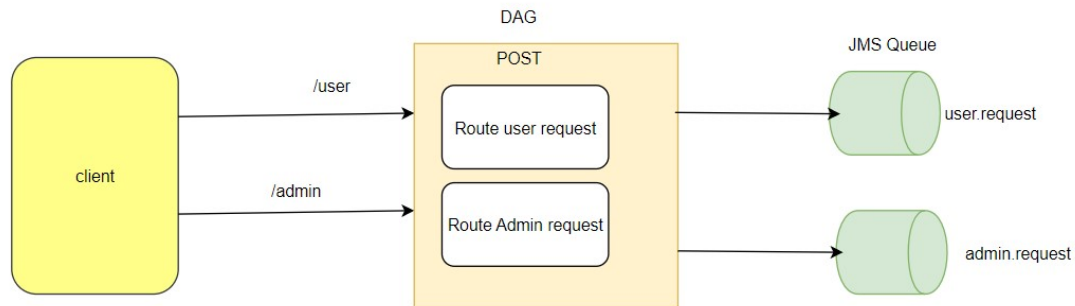 DAG
POST
JMS Queue
/user
Route user request
user.request
client
/admin
Route Admin request
admin.request